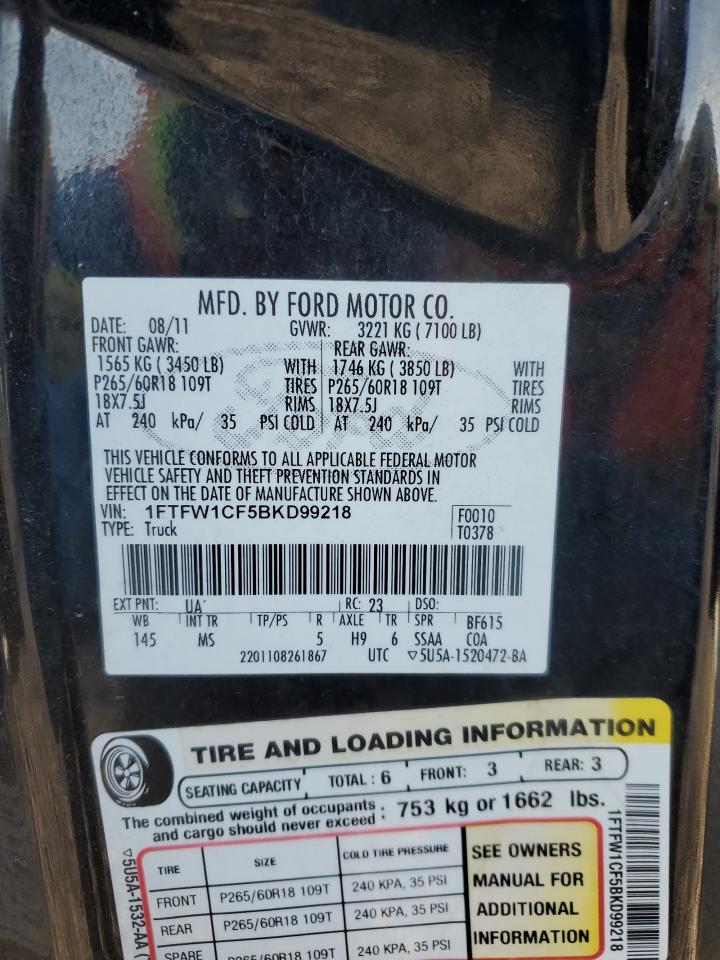 MFD. BY FORD MOTOR CO.
DATE: 08/11 GVWR: 3221 KG ( 7100 LB)
FRONT GAWR: REAR GAWR:
1565 KG ( 3450 LB) WITH 1746 KG ( 3850 LB) WITH
P265/60R18 109T TIRES P265/60R18 109T TIRES
18X7.5J RIMS 18X7.5J RIMS
AT 240 kPa/ 35 PSI COLD AT 240 kPa/ 35 PSI COLD
THIS VEHICLE CONFORMS TO ALL APPLICABLE FEDERAL MOTOR
VEHICLE SAFETY AND THEFT PREVENTION STANDARDS IN
EFFECT ON THE DATE OF MANUFACTURE SHOWN ABOVE.
VIN: 1FTFW1CF5BKD99218 F0010
TYPE: Truck T0378
EXT PNT: UA RC: 23 DSO:
WB INT TR TP/PS R AXLE TR SPR BF615
145 MS 5 H9 6 SSAA COA
2201108261867 UTC ▽5U5A-1520472-BA
TIRE AND LOADING INFORMATION
SEATING CAPACITY TOTAL : 6 FRONT: 3 REAR: 3
The combined weight of occupants
and cargo should never exceed : 753 kg or 1662 lbs.
TIRE SIZE COLD TIRE PRESSURE
FRONT P265/60R18 109T 240 KPA, 35 PSI
REAR P265/60R18 109T 240 KPA, 35 PSI
SPARE P265/60R18 109T 240 KPA, 35 PSI
SEE OWNERS
MANUAL FOR
ADDITIONAL
INFORMATION
▽5U5A-1532-AA (
1FTFW1CF5BKD99218